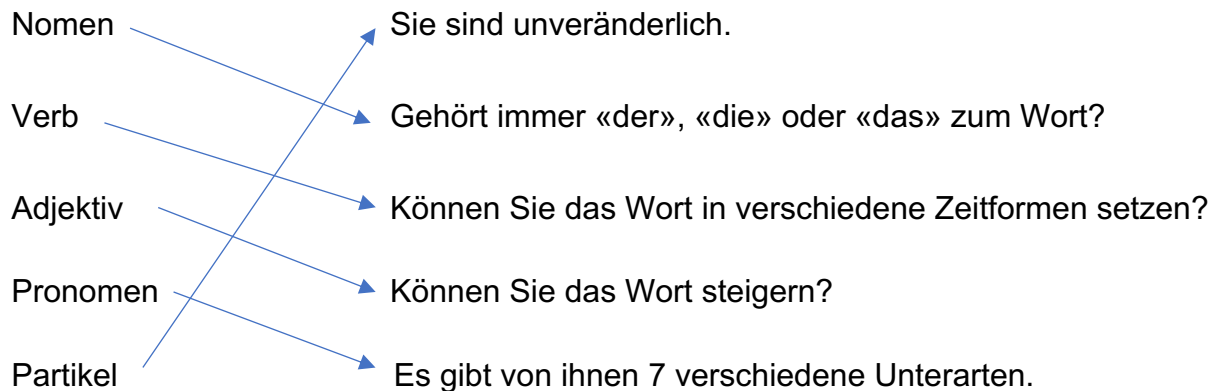 Nomen Sie sind unveränderlich.
Verb Gehört immer «der», «die» oder «das» zum Wort?
Adjektiv Können Sie das Wort in verschiedene Zeitformen setzen?
Pronomen Können Sie das Wort steigern?
Partikel Es gibt von ihnen 7 verschiedene Unterarten.